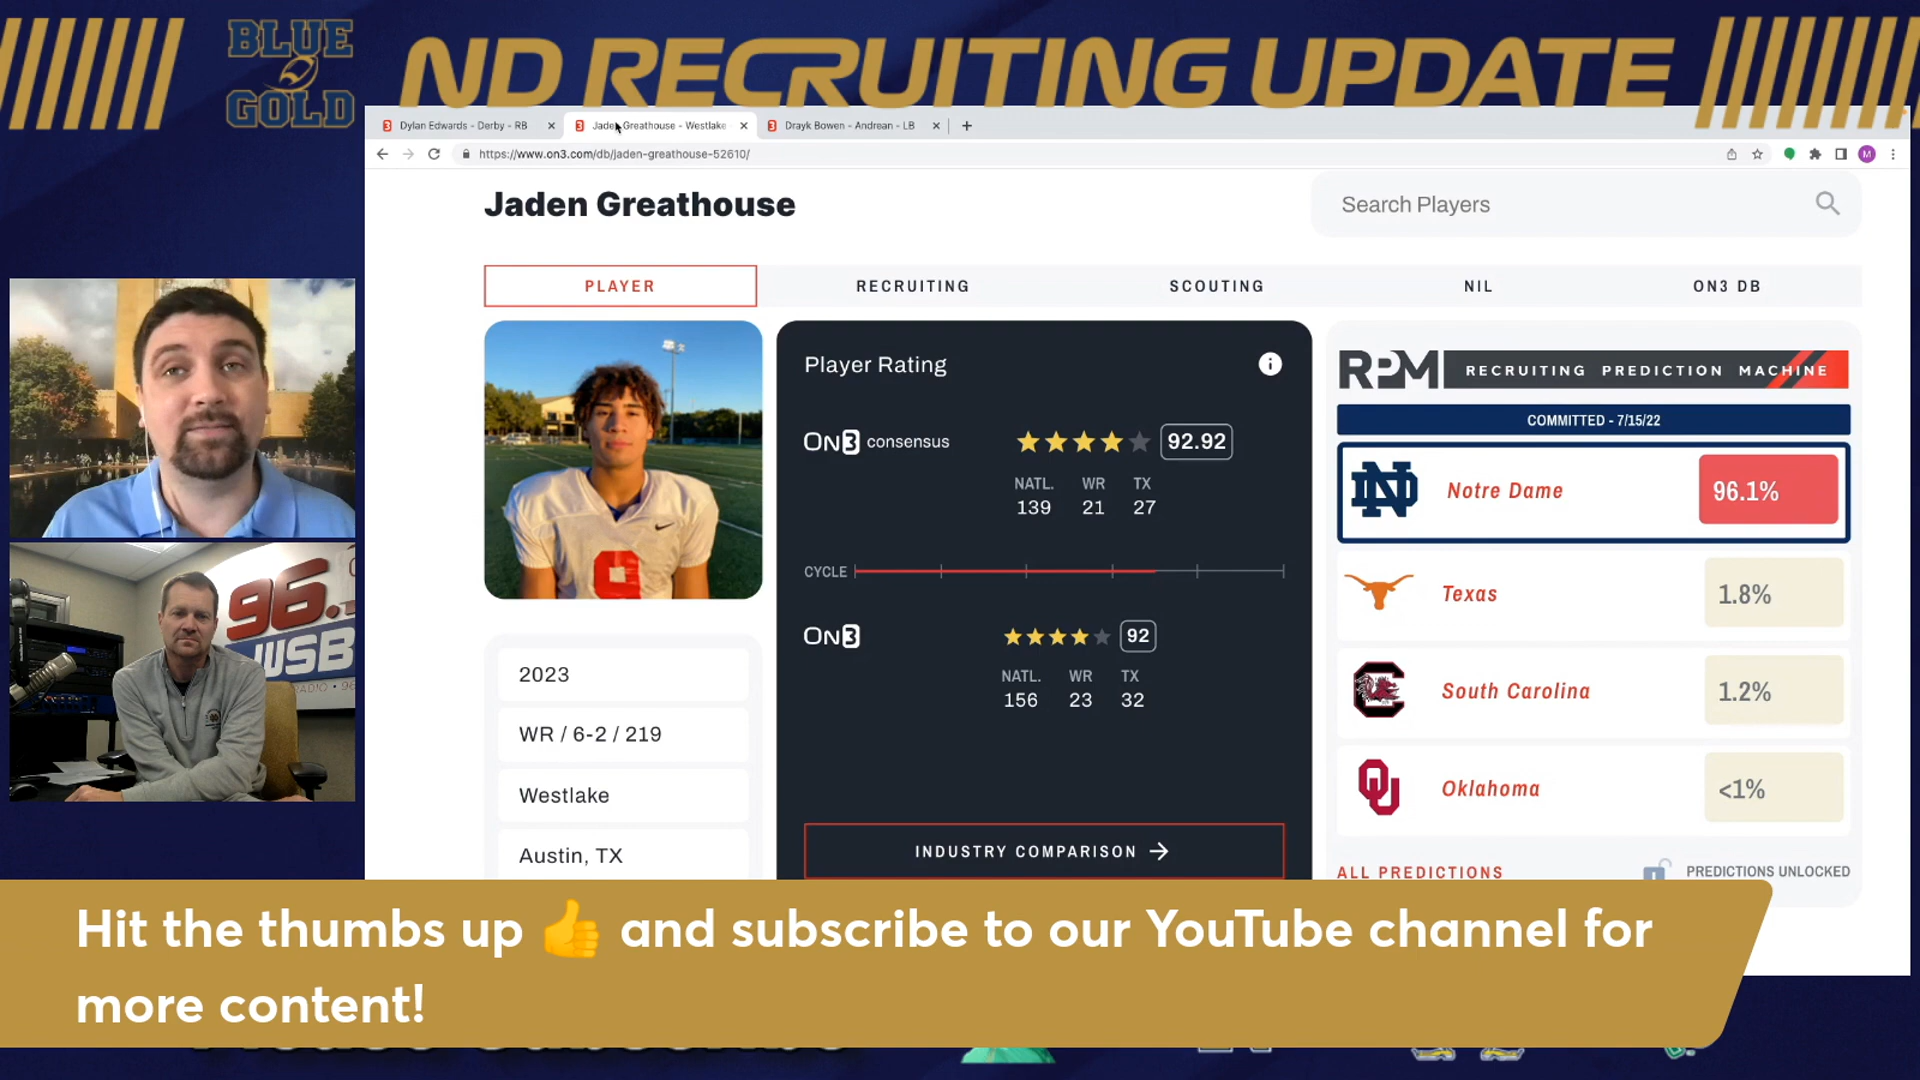 BLUE
GOLD
ND RECRUITING UPDATE
Dylan Edwards - Derby - RB
Jaden Greathouse - Westlake
Drayk Bowen - Andrean - LB
https://www.on3.com/db/jaden-greathouse-52610/
M
Jaden Greathouse
Search Players
PLAYER
RECRUITING
SCOUTING
NIL
ON3 DB
Player Rating
ON3 consensus
92.92
NATL. WR TX
139 21 27
CYCLE
ON3
92
NATL. WR TX
156 23 32
INDUSTRY COMPARISON
2023
WR / 6-2 / 219
Westlake
Austin, TX
RPM RECRUITING PREDICTION MACHINE
COMMITTED - 7/15/22
Notre Dame 96.1%
Texas 1.8%
South Carolina 1.2%
Oklahoma <1%
ALL PREDICTIONS
PREDICTIONS UNLOCKED
96.
WSB
RADIO
Hit the thumbs up 👍 and subscribe to our YouTube channel for
more content!